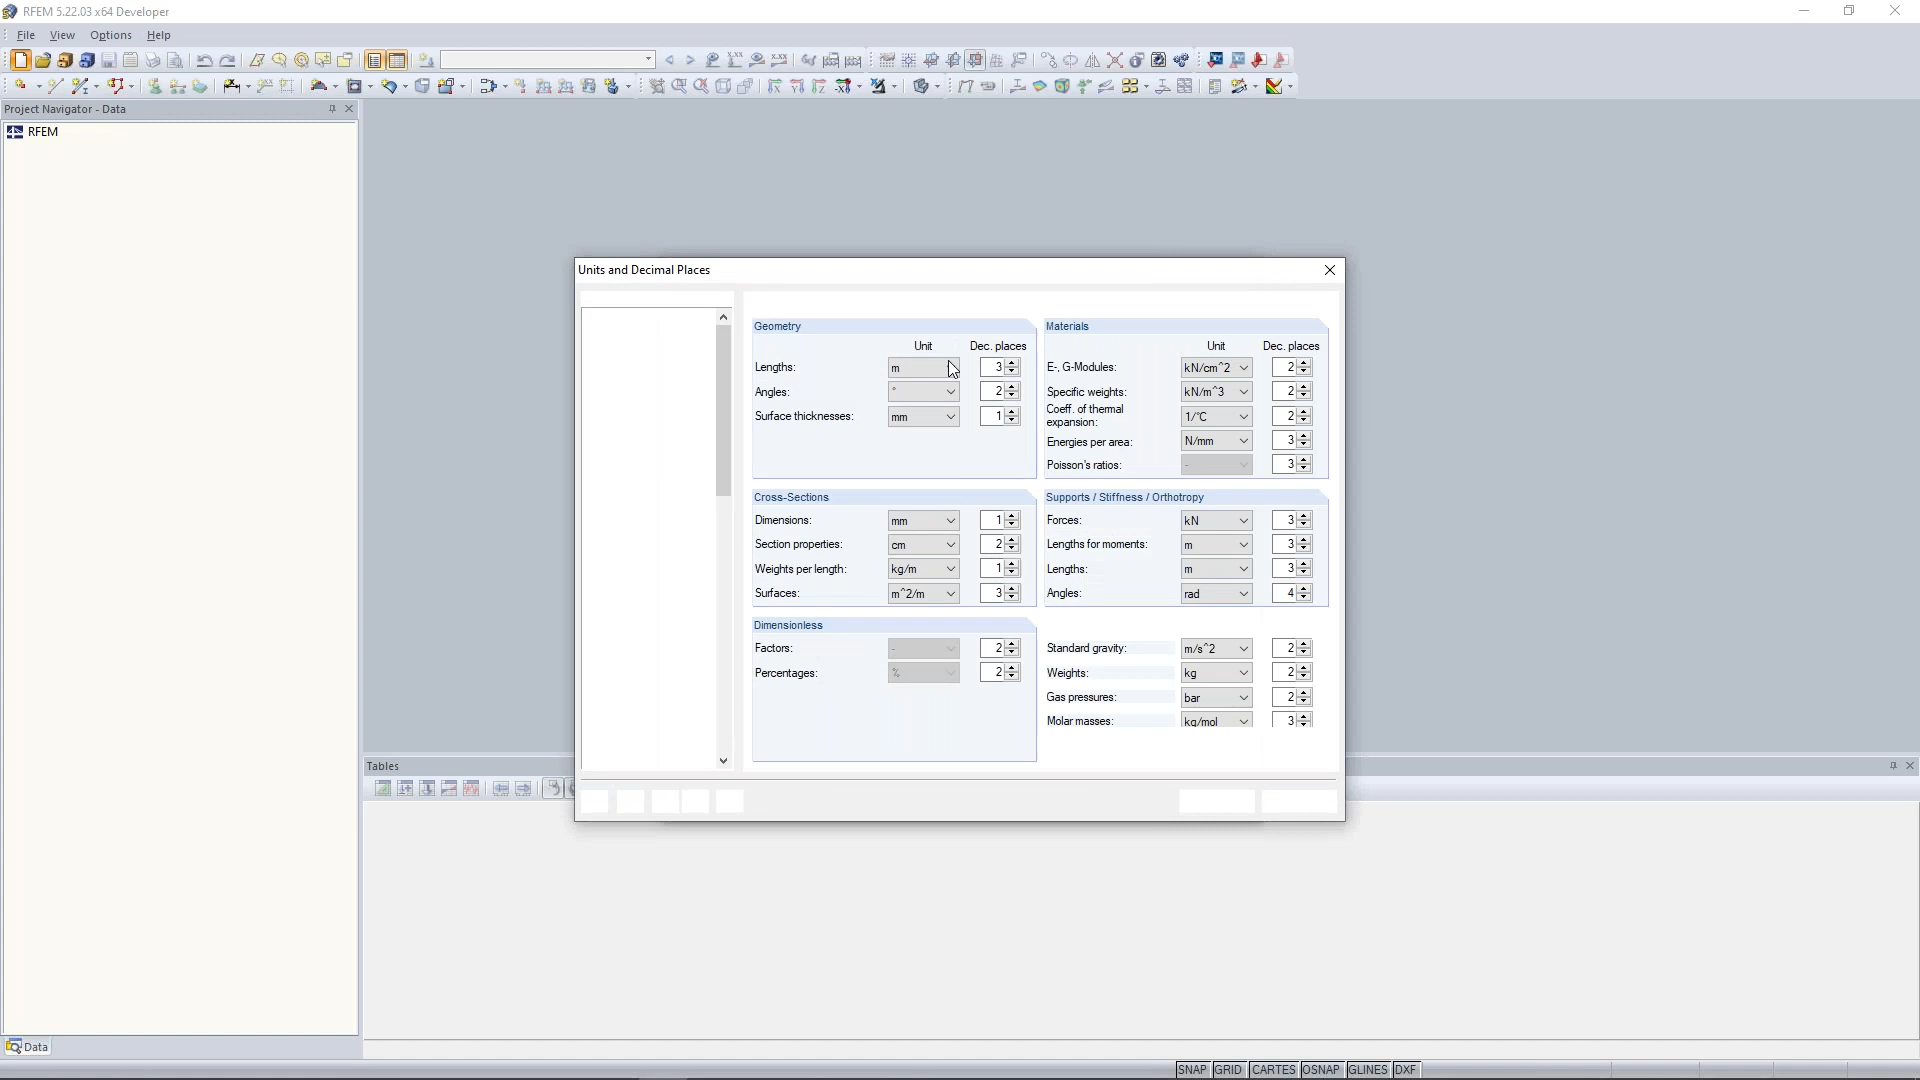 RFEM 5.22.03 x64 Developer
File View Options Help
Project Navigator - Data
RFEM
Units and Decimal Places
Geometry
Unit Dec. places
Lengths: m 3
Angles: ° 2
Surface thicknesses: mm 1
Materials
Unit Dec. places
E-, G-Modules: kN/cm^2 2
Specific weights: kN/m^3 2
Coeff. of thermal
expansion: 1/°C 2
Energies per area: N/mm 3
Poisson's ratios: - 3
Cross-Sections
Dimensions: mm 1
Section properties: cm 2
Weights per length: kg/m 1
Surfaces: m^2/m 3
Supports / Stiffness / Orthotropy
Forces: kN 3
Lengths for moments: m 3
Lengths: m 3
Angles: rad 4
Dimensionless
Factors: - 2
Percentages: % 2
Standard gravity: m/s^2 2
Weights: kg 2
Gas pressures: bar 2
Molar masses: kg/mol 3
Tables
Data
SNAP GRID CARTES OSNAP GLINES DXF